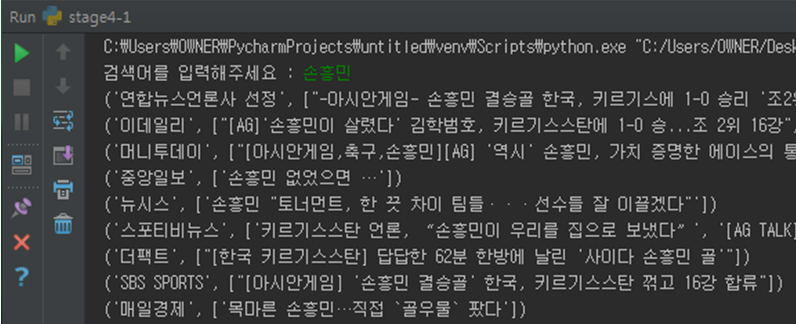 Run stage4-1
C:₩Users₩OWNER₩PycharmProjects₩untitled₩venv₩Scripts₩python.exe "C:/Users/OWNER/Desk
검색어를 입력해주세요 : 손흥민
('연합뉴스언론사 선정', ["-아시안게임- 손흥민 결승골 한국, 키르기스에 1-0 승리 '조2위
('이데일리', ["[AG]'손흥민이 살렸다' 김학범호, 키르기스스탄에 1-0 승...조 2위 16강",
('머니투데이', ["[아시안게임,축구,손흥민][AG] '역시' 손흥민, 가치 증명한 에이스의 통
('중앙일보', ['손흥민 없었으면 …'])
('뉴시스', ['손흥민 "토너먼트, 한 끗 차이 팀들···선수들 잘 이끌겠다"'])
('스포티비뉴스', ['키르기스스탄 언론, “손흥민이 우리를 집으로 보냈다”', '[AG TALK]
('더팩트', ["[한국 키르기스스탄] 답답한 62분 한방에 날린 '사이다 손흥민 골'"])
('SBS SPORTS', ["[아시안게임] '손흥민 결승골' 한국, 키르기스스탄 꺾고 16강 합류"])
('매일경제', ['목마른 손흥민…직접 `골우물` 팠다'])